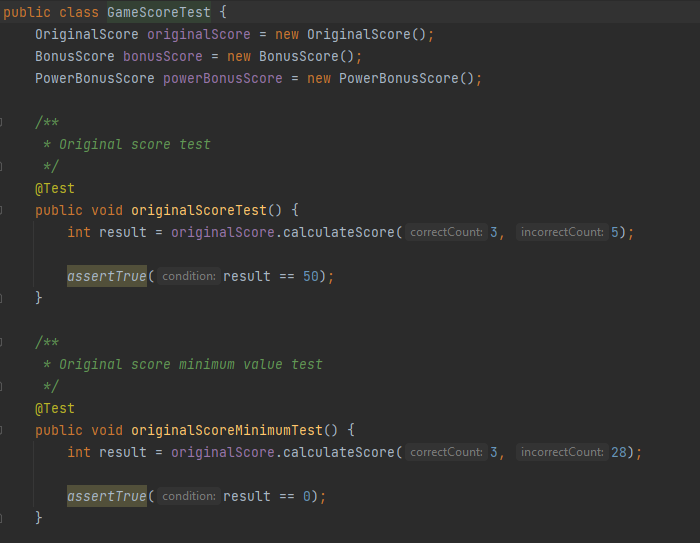 public class GameScoreTest {
OriginalScore originalScore = new OriginalScore();
BonusScore bonusScore = new BonusScore();
PowerBonusScore powerBonusScore = new PowerBonusScore();
/**
* Original score test
*/
@Test
public void originalScoreTest() {
int result = originalScore.calculateScore( correctCount: 3, incorrectCount: 5);
assertTrue( condition: result == 50);
}
/**
* Original score minimum value test
*/
@Test
public void originalScoreMinimumTest() {
int result = originalScore.calculateScore( correctCount: 3, incorrectCount: 28);
assertTrue( condition: result == 0);
}